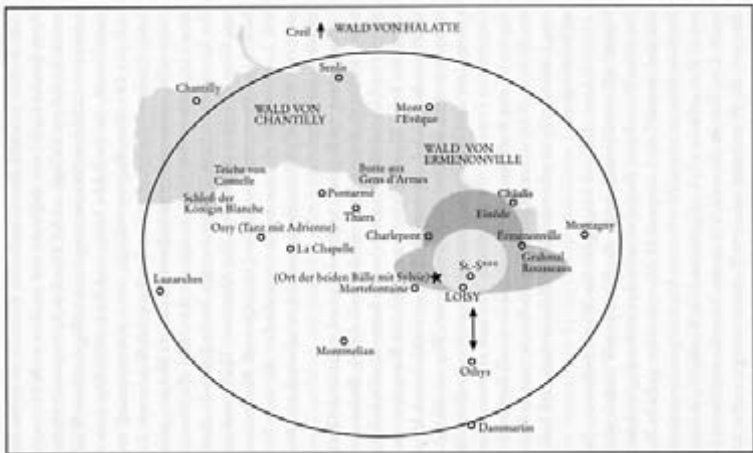 Creil
WALD VON HALATTE
Senlis
Chantilly
WALD VON
CHANTILLY
Mont
l'Evêque
WALD VON
ERMENONVILLE
Teiche von
Comelle
Butte aux
Gens d'Armes
Schloß der
Königin Blanche
Pontarmé
Thiers
Châalis
Einöde
Orry (Tanz mit Adrienne)
La Chapelle
Charlepont
Ermenonville
Montagny
Grabmal
Rousseaus
St.-S***
Luzarches
(Ort der beiden Bälle mit Sylvie)
Mortefontaine
LOISY
Montmelian
Othys
Dammartin